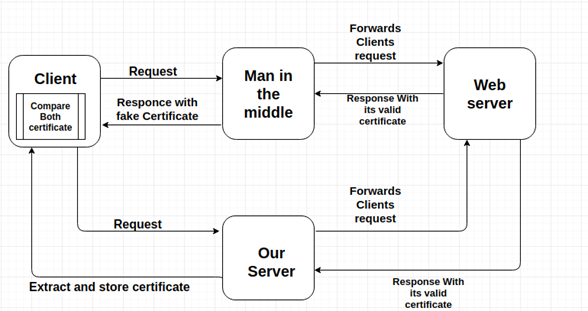 Forwards
Clients
request
Client
Request
Man in
the
middle
Web
server
Compare
Both
certificate
Responce with
fake Certificate
Response With
its valid
certificate
Forwards
Clients
request
Request
Our
Server
Extract and store certificate
Response With
its valid
certificate